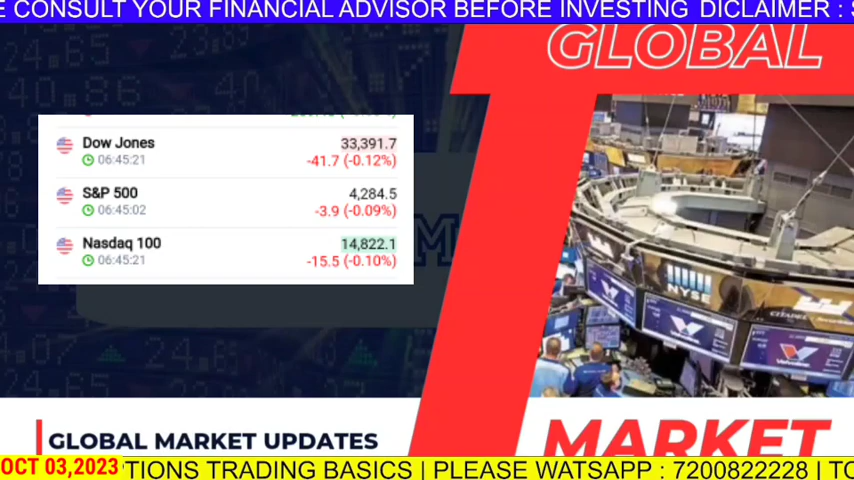 E CONSULT YOUR FINANCIAL ADVISOR BEFORE INVESTING DICLAIMER : S
GLOBAL
Dow Jones 33,391.7
06:45:21 -41.7 (-0.12%)
S&P 500 4,284.5
06:45:02 -3.9 (-0.09%)
Nasdaq 100 14,822.1
06:45:21 -15.5 (-0.10%)
NYSE
CITADEL
Valvoline
GLOBAL MARKET UPDATES
MARKET
OCT 03,2023 TIONS TRADING BASICS | PLEASE WATSAPP : 7200822228 | TO